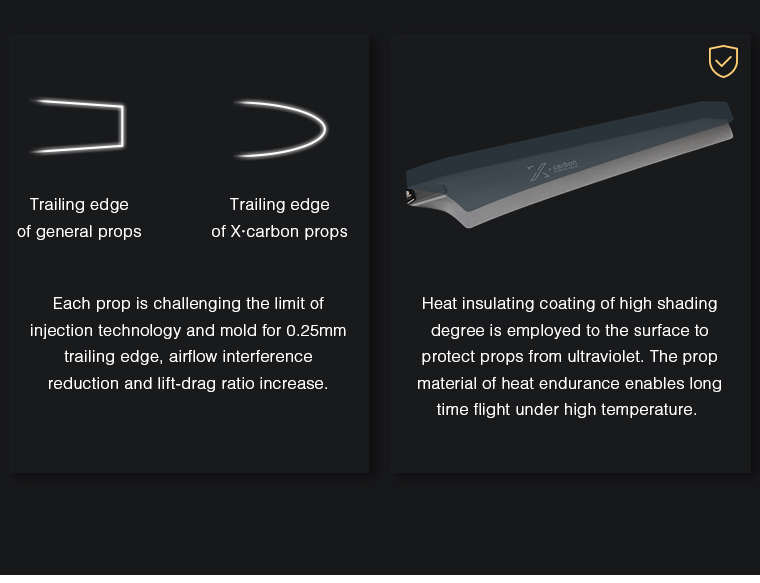 Trailing edge
of general props
Trailing edge
of X·carbon props
Each prop is challenging the limit of
injection technology and mold for 0.25mm
trailing edge, airflow interference
reduction and lift-drag ratio increase.
X·carbon
Heat insulating coating of high shading
degree is employed to the surface to
protect props from ultraviolet. The prop
material of heat endurance enables long
time flight under high temperature.